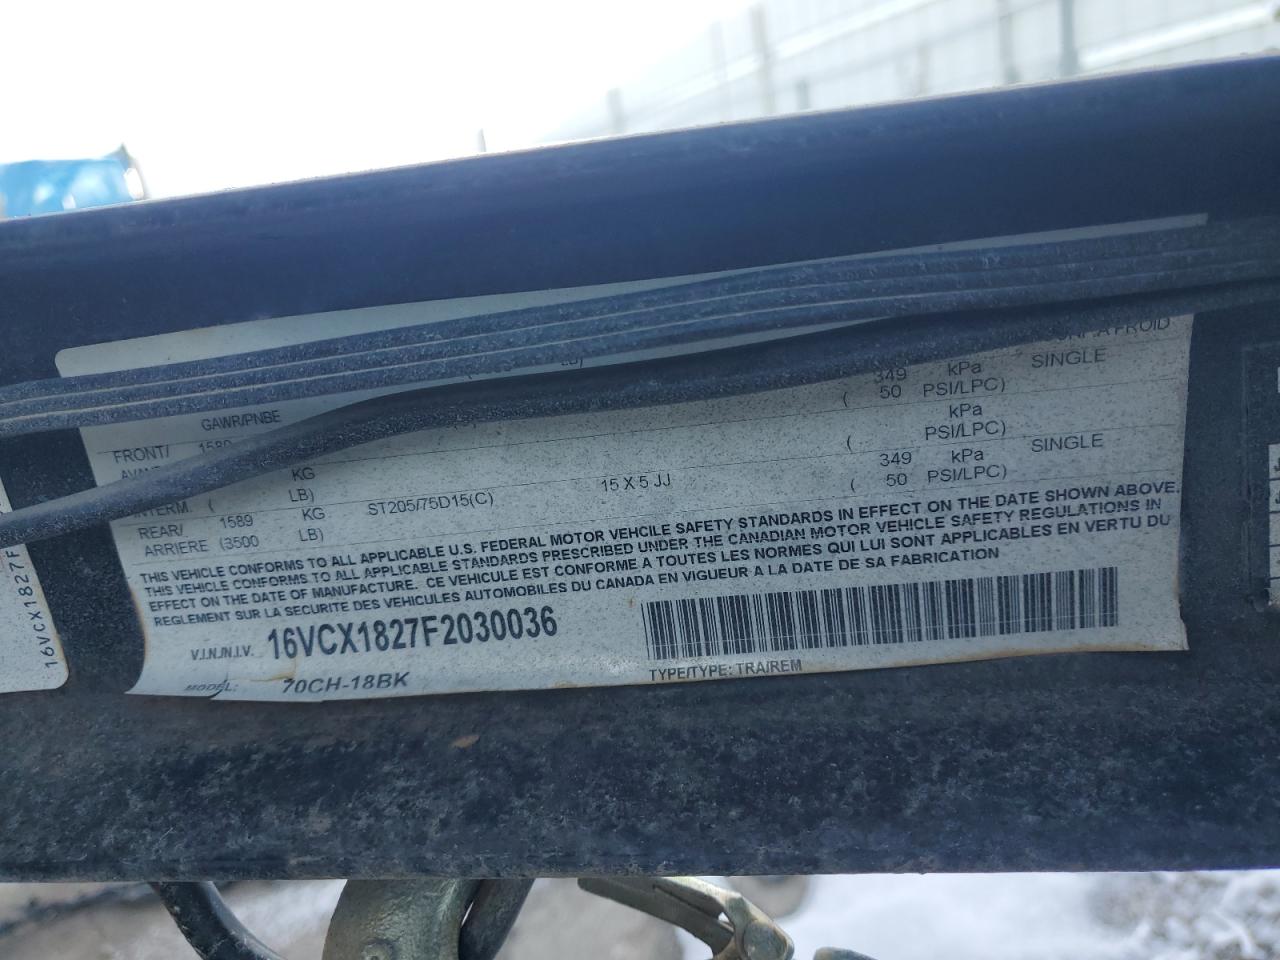 GAWR/PNBE
FRONT/ 1589 349 kPa SINGLE
( 50 PSI/LPC)
KG kPa
INTERM. ( LB) ( PSI/LPC)
REAR/ 1589 KG ST205/75D15(C) 15 X 5 JJ 349 kPa SINGLE
ARRIERE (3500 LB) ( 50 PSI/LPC)
THIS VEHICLE CONFORMS TO ALL APPLICABLE U.S. FEDERAL MOTOR VEHCILE SAFETY STANDARDS IN EFFECT ON THE DATE SHOWN ABOVE.
THIS VEHICLE CONFORMS TO ALL APPLICABLE STANDARDS PRESCRIBED UNDER THE CANADIAN MOTOR VEHICLE SAFETY REGULATIONS IN
EFFECT ON THE DATE OF MANUFACTURE. CE VEHICULE EST CONFORME A TOUTES LES NORMES QUI LUI SONT APPLICABLES EN VERTU DU
REGLEMENT SUR LA SECURITE DES VEHICULES AUTOMOBILES DU CANADA EN VIGUEUR A LA DATE DE SA FABRICATION
V.I.N./N.I.V. 16VCX1827F2030036
MODEL: 70CH-18BK TYPE/TYPE: TRA/REM
16VCX1827F